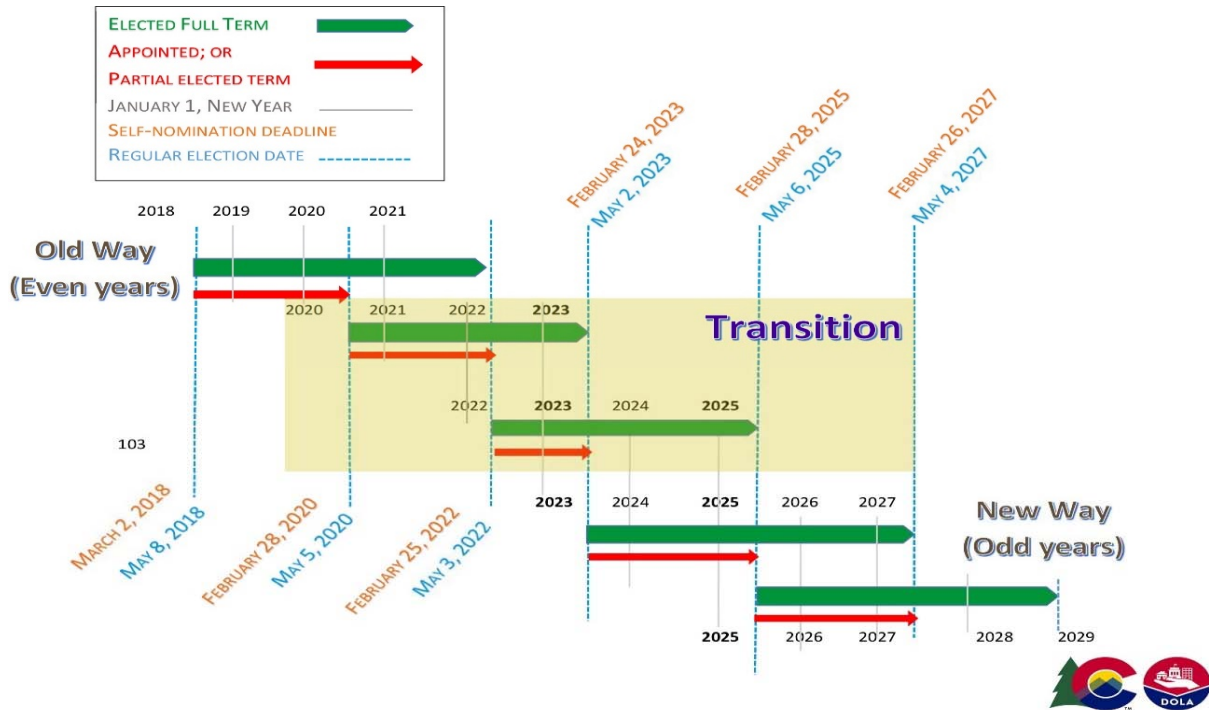 ELECTED FULL TERM
APPOINTED; OR
PARTIAL ELECTED TERM
JANUARY 1, NEW YEAR
SELF-NOMINATION DEADLINE
REGULAR ELECTION DATE
FEBRUARY 24, 2023
MAY 2, 2023
FEBRUARY 28, 2025
MAY 6, 2025
FEBRUARY 26, 2027
MAY 4, 2027
2018 2019 2020 2021
Old Way
(Even years)
2020 2021 2022 2023
Transition
2022 2023 2024 2025
103
MARCH 2, 2018
MAY 8, 2018
FEBRUARY 28, 2020
MAY 5, 2020
FEBRUARY 25, 2022
MAY 3, 2022
2023 2024 2025 2026 2027
New Way
(Odd years)
2025 2026 2027 2028 2029
TM
DOLA